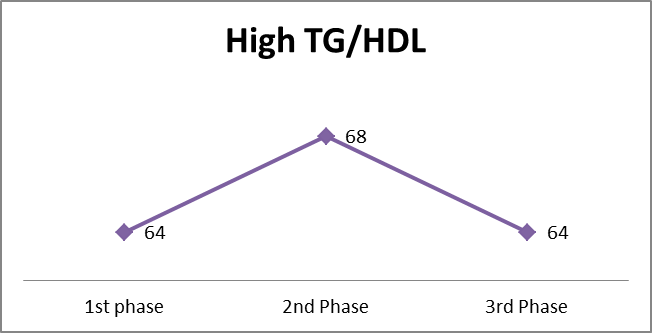 High TG/HDL
68
64
64
1st phase
2nd Phase
3rd Phase